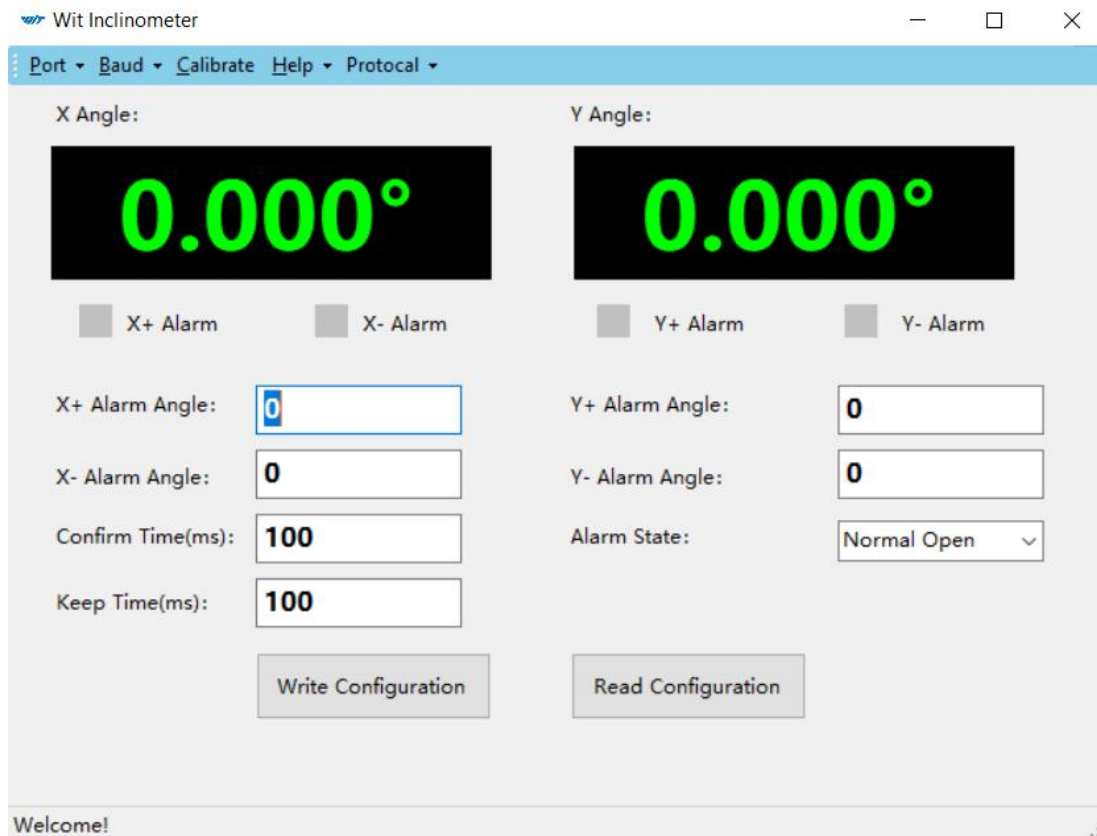 WIT Wit Inclinometer
Port Baud Calibrate Help Protocal
X Angle: Y Angle:
0.000° 0.000°
X+ Alarm X- Alarm Y+ Alarm Y- Alarm
X+ Alarm Angle: 0 Y+ Alarm Angle: 0
X- Alarm Angle: 0 Y- Alarm Angle: 0
Confirm Time(ms): 100 Alarm State: Normal Open
Keep Time(ms): 100
Write Configuration Read Configuration
Welcome!